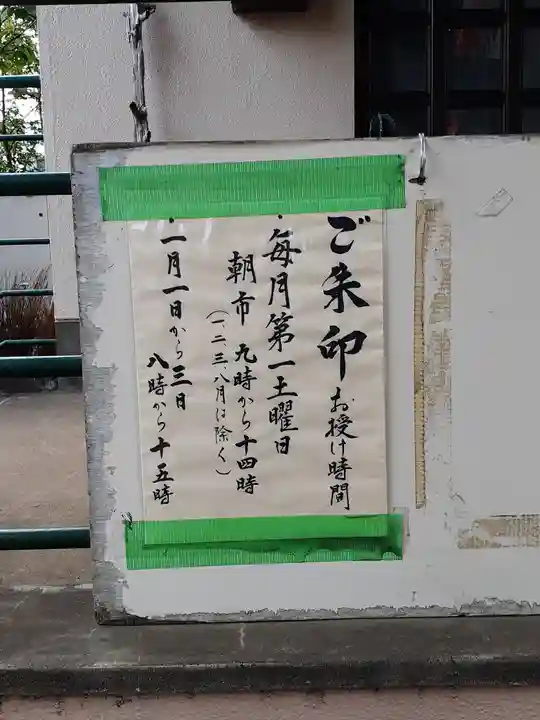 ご朱印 お授け時間
・毎月第一土曜日
朝市 九時から十四時
(一、二、三、八月は除く)
・一月一日から三日
八時から十五時